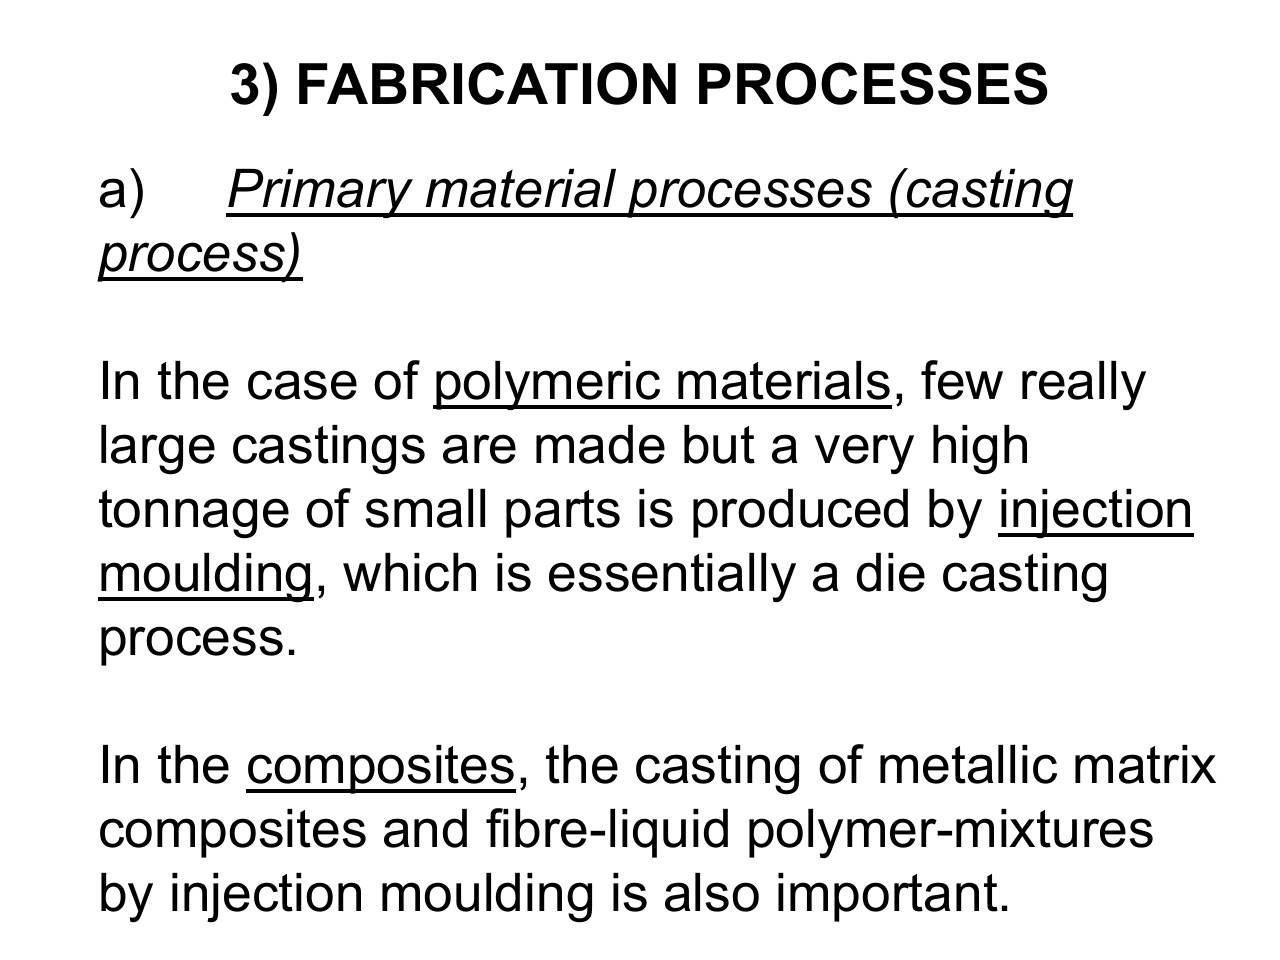 3) FABRICATION PROCESSES
a) Primary material processes (casting
process)
In the case of polymeric materials, few really
large castings are made but a very high
tonnage of small parts is produced by injection
moulding, which is essentially a die casting
process.
In the composites, the casting of metallic matrix
composites and fibre-liquid polymer-mixtures
by injection moulding is also important.